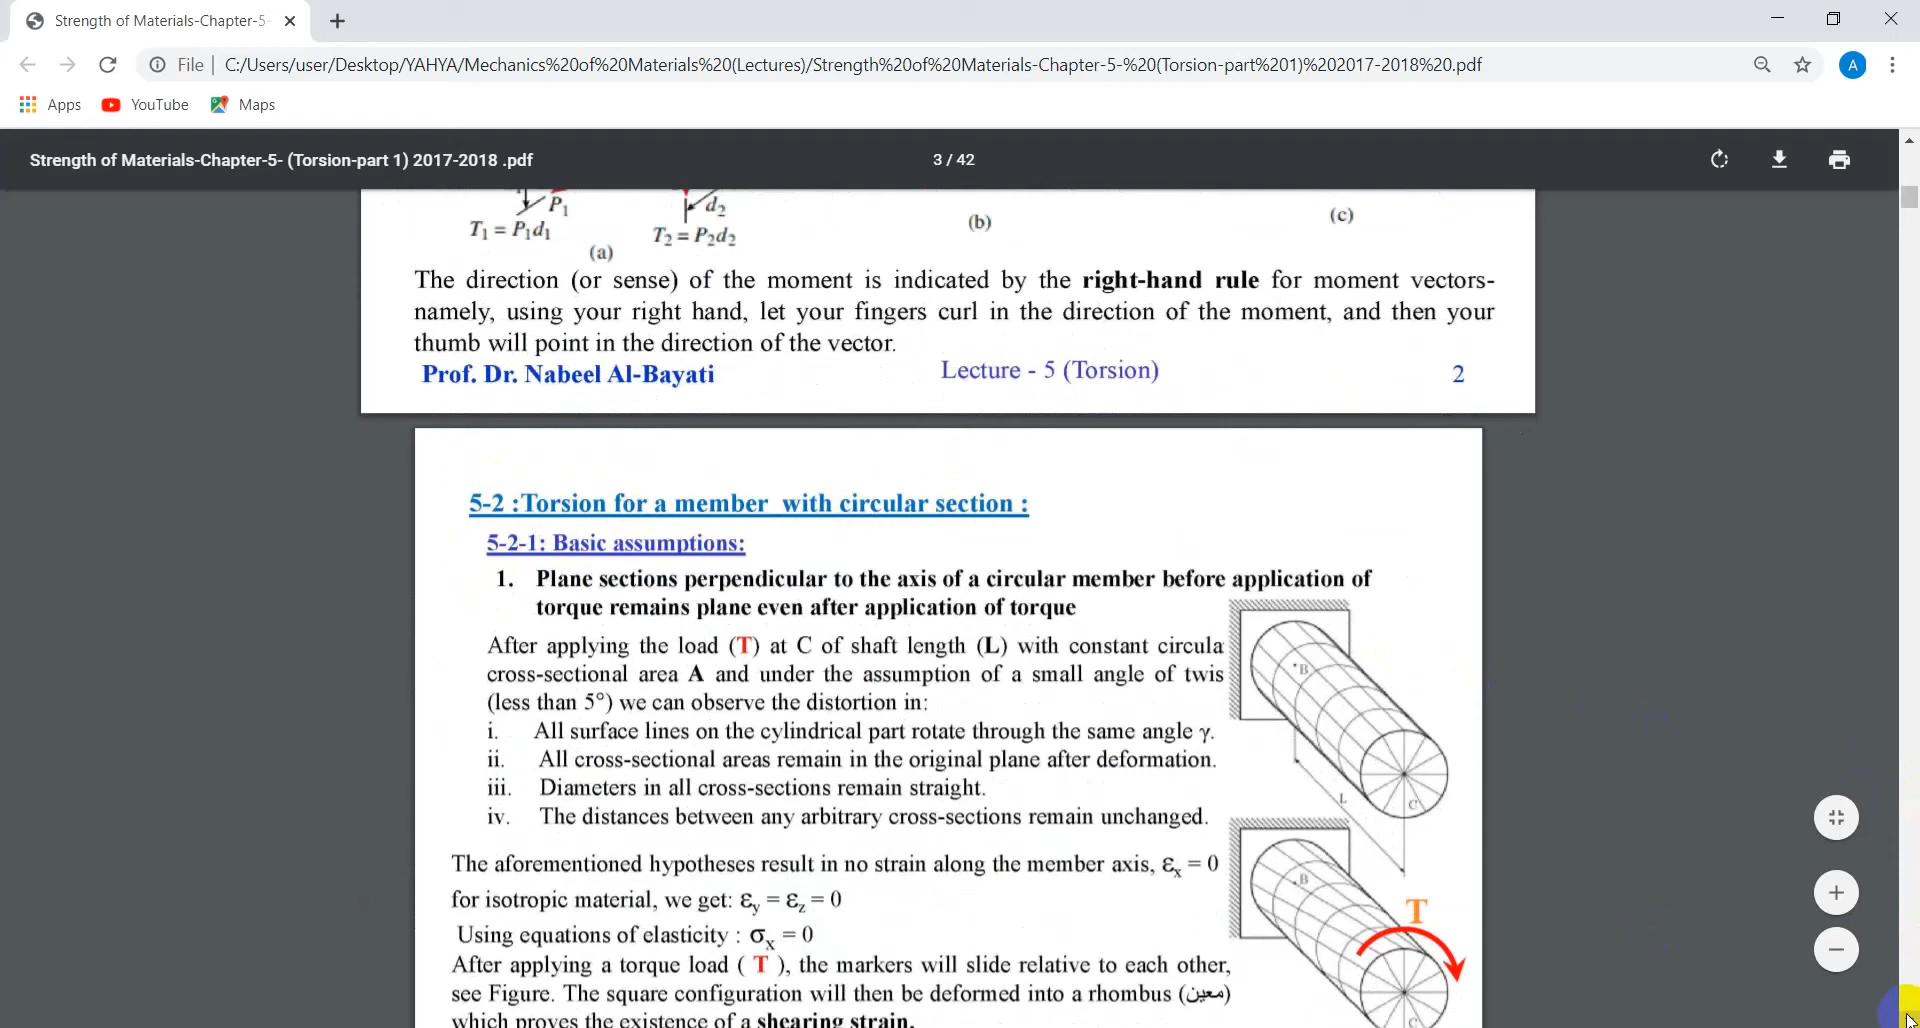 Strength of Materials-Chapter-5-
File | C:/Users/user/Desktop/YAHYA/Mechanics%20of%20Materials%20(Lectures)/Strength%20of%20Materials-Chapter-5-%20(Torsion-part%201)%202017-2018%20.pdf
A
Apps YouTube Maps
Strength of Materials-Chapter-5- (Torsion-part 1) 2017-2018 .pdf
3 / 42
P₁ d₂
T₁ = P₁d₁ T₂ = P₂d₂ (b) (c)
(a)
The direction (or sense) of the moment is indicated by the right-hand rule for moment vectors-
namely, using your right hand, let your fingers curl in the direction of the moment, and then your
thumb will point in the direction of the vector.
Prof. Dr. Nabeel Al-Bayati Lecture - 5 (Torsion) 2
5-2 :Torsion for a member with circular section :
5-2-1: Basic assumptions:
1. Plane sections perpendicular to the axis of a circular member before application of
torque remains plane even after application of torque
After applying the load (T) at C of shaft length (L) with constant circula
cross-sectional area A and under the assumption of a small angle of twis
(less than 5°) we can observe the distortion in:
i. All surface lines on the cylindrical part rotate through the same angle γ.
ii. All cross-sectional areas remain in the original plane after deformation.
iii. Diameters in all cross-sections remain straight.
iv. The distances between any arbitrary cross-sections remain unchanged.
B
L
C
The aforementioned hypotheses result in no strain along the member axis, εₓ = 0
for isotropic material, we get: ε_y = ε_z = 0
Using equations of elasticity : σₓ = 0
After applying a torque load ( T ), the markers will slide relative to each other,
see Figure. The square configuration will then be deformed into a rhombus (معين)
which proves the existence of a shearing strain.
B
T
C